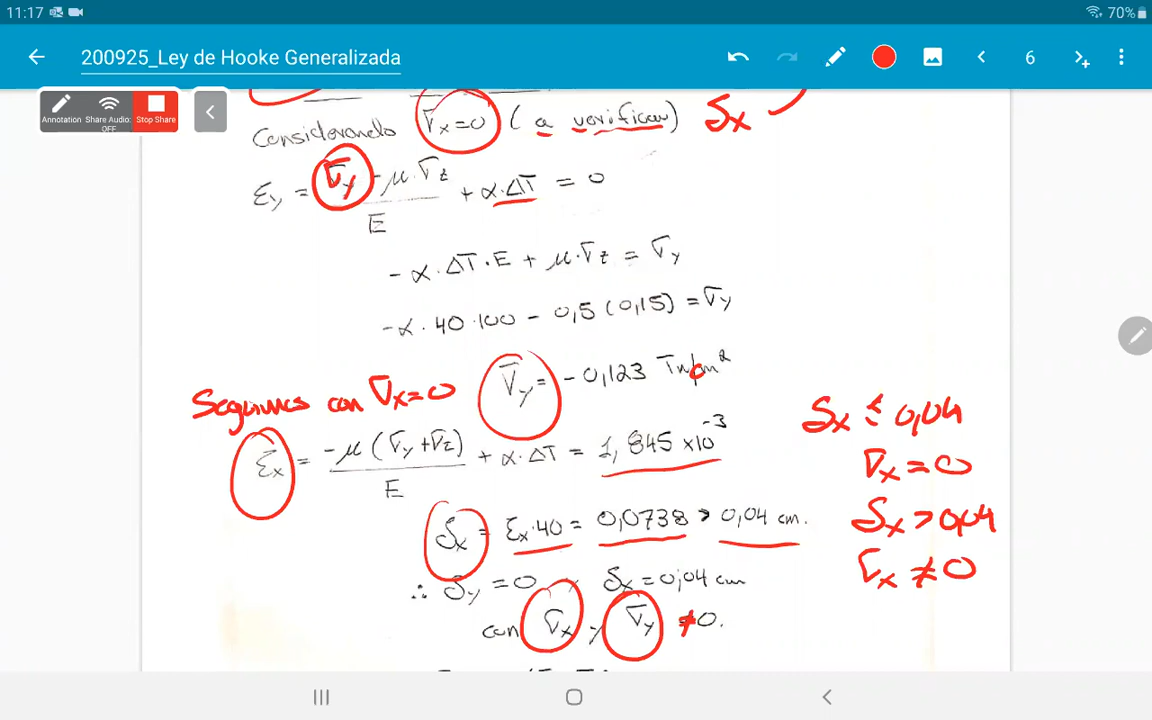 11:17 70%
200925_Ley de Hooke Generalizada 6
Annotation Share Audio: OFF Stop Share
Considerando σx=0 (a verificar) δx
εy = σy - μ·σz / E + α·ΔT = 0
- α·ΔT·E + μ·σz = σy
-α·40·100 - 0,5 (0,15) = σy
σy = -0,123 Tn/cm²
Seguimos con σx=0
εx = -μ (σy + σz) / E + α·ΔT = 1,845 x10⁻³
δx ≤ 0,04
σx = 0
δx > 0,04
σx ≠ 0
δx = εx·40 = 0,0738 > 0,04 cm.
∴ δy = 0 y δx = 0,04 cm
con σx y σy ≠ 0.